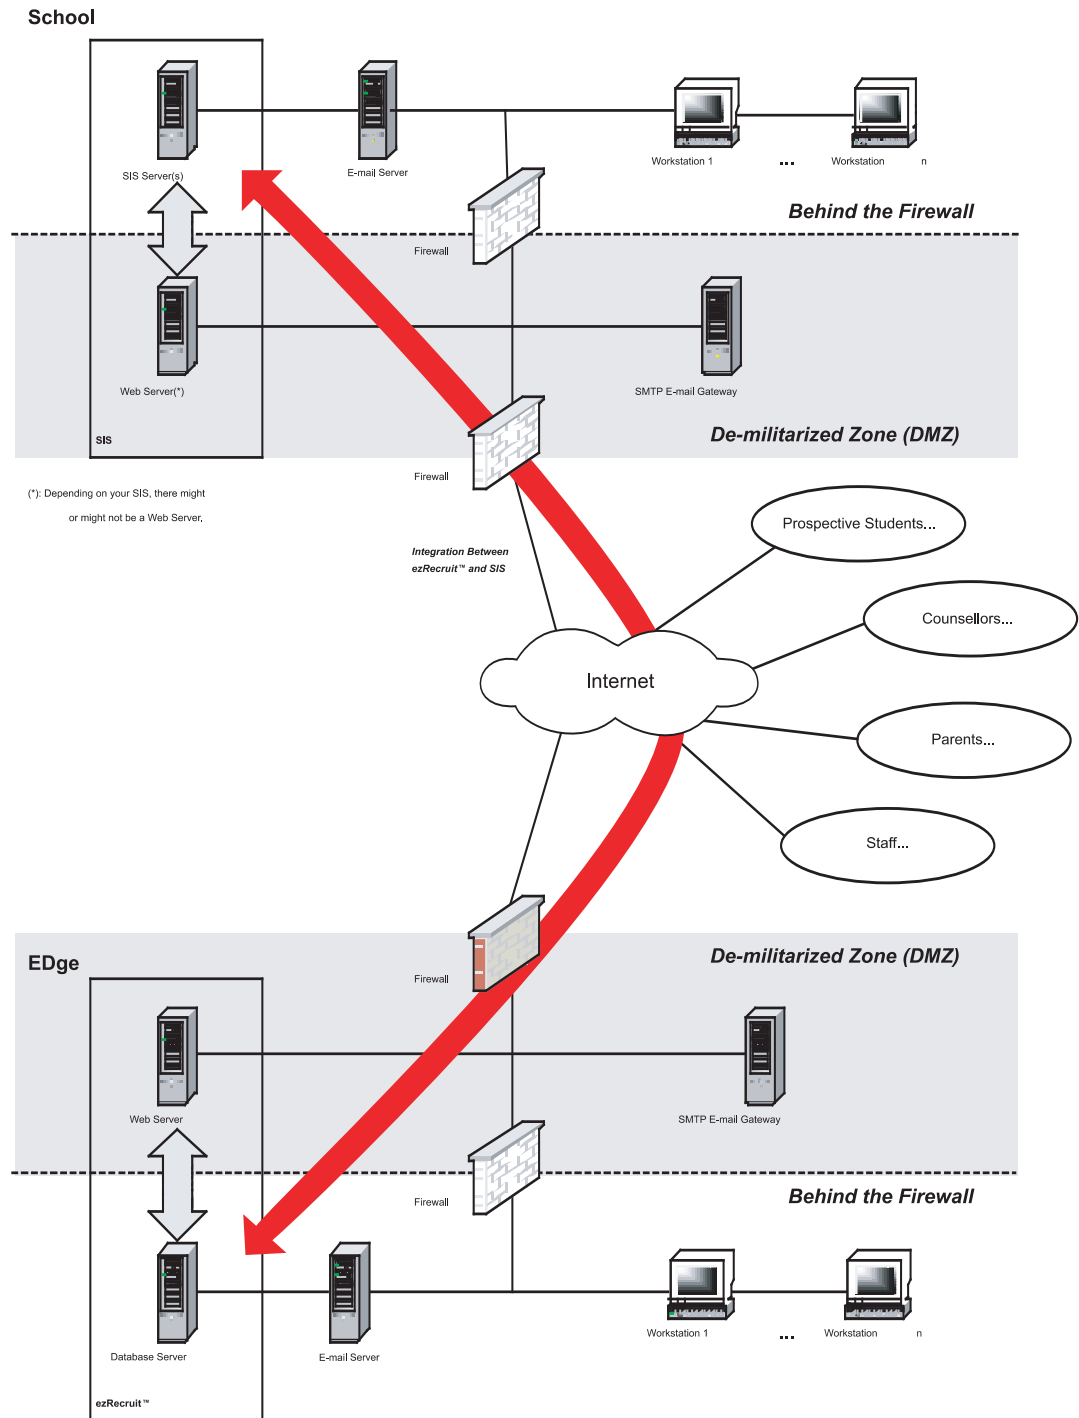 School
SIS Server(s)
E-mail Server
Workstation 1
...
Workstation n
Behind the Firewall
Firewall
Web Server(*)
SMTP E-mail Gateway
SIS
De-militarized Zone (DMZ)
Firewall
(*): Depending on your SIS, there might
or might not be a Web Server.
Integration Between
ezRecruit™ and SIS
Prospective Students...
Counsellors...
Internet
Parents...
Staff...
EDge
De-militarized Zone (DMZ)
Firewall
Web Server
SMTP E-mail Gateway
Behind the Firewall
Firewall
Database Server
E-mail Server
Workstation 1
...
Workstation n
ezRecruit™